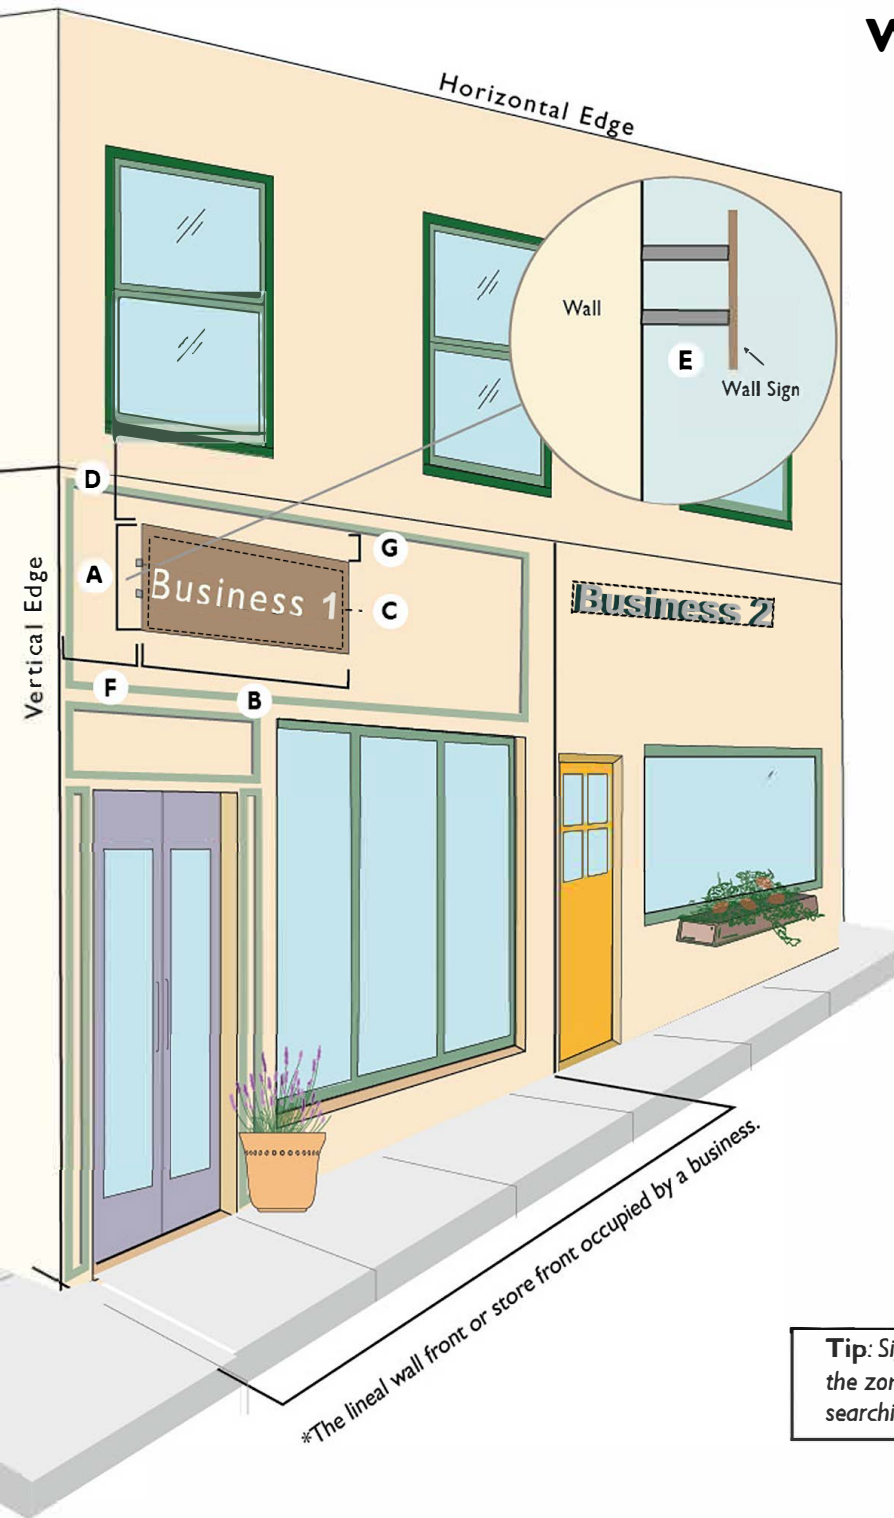 Horizontal Edge
Wall
E
Wall Sign
D
G
A
Business 1
C
Business 2
Vertical Edge
F
B
*The lineal wall front or store front occupied by a business.
Tip: Si
the zor
searchi